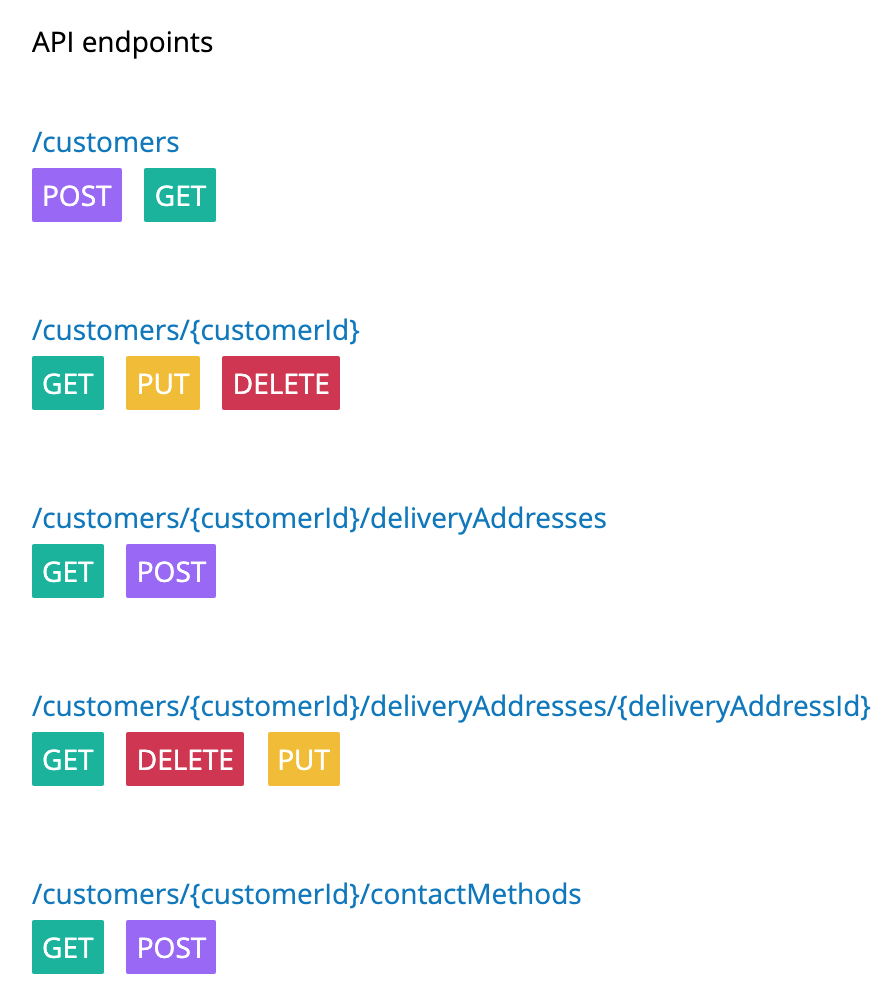 API endpoints
/customers
POST GET
/customers/{customerId}
GET PUT DELETE
/customers/{customerId}/deliveryAddresses
GET POST
/customers/{customerId}/deliveryAddresses/{deliveryAddressId}
GET DELETE PUT
/customers/{customerId}/contactMethods
GET POST